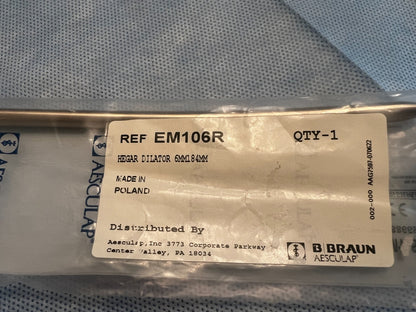 REF EM106R QTY-1
HEGAR DILATOR 6MM184MM
MADE IN
POLAND
Distributed By
Aesculap, Inc 3773 Corporate Parkway
Center Valley, PA 18034
B BRAUN
AESCULAP
AESCULAP
AESCULAP